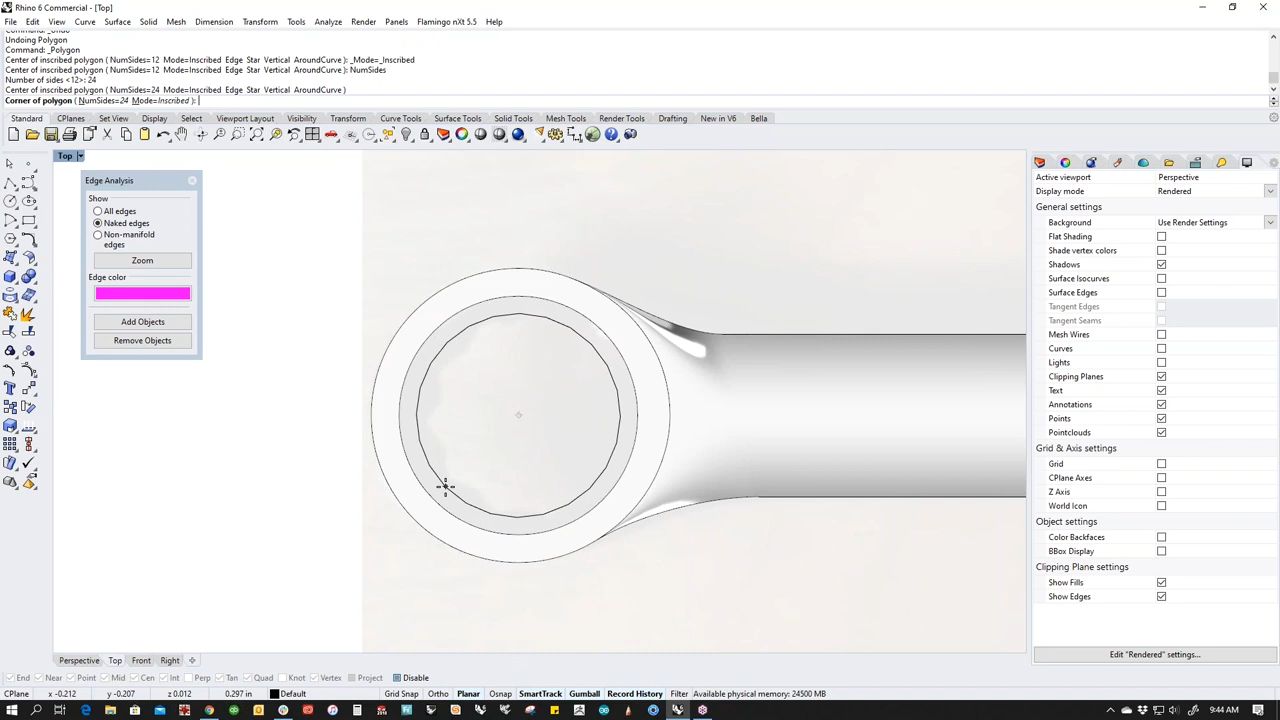 Rhino 6 Commercial - [Top]
File Edit View Curve Surface Solid Mesh Dimension Transform Tools Analyze Render Panels Flamingo nXt 5.5 Help
Command: _Undo
Undoing Polygon
Command: _Polygon
Center of inscribed polygon ( NumSides=12 Mode=Inscribed Edge Star Vertical AroundCurve ): _Mode=_Inscribed
Center of inscribed polygon ( NumSides=12 Mode=Inscribed Edge Star Vertical AroundCurve ): NumSides
Number of sides <12>: 24
Center of inscribed polygon ( NumSides=24 Mode=Inscribed Edge Star Vertical AroundCurve )
Corner of polygon ( NumSides=24 Mode=Inscribed ):
Standard CPlanes Set View Display Select Viewport Layout Visibility Transform Curve Tools Surface Tools Solid Tools Mesh Tools Render Tools Drafting New in V6 Bella
Top
Edge Analysis
Show
All edges
Naked edges
Non-manifold
edges
Zoom
Edge color
Add Objects
Remove Objects
Active viewport Perspective
Display mode Rendered
General settings
Background Use Render Settings
Flat Shading
Shade vertex colors
Shadows
Surface Isocurves
Surface Edges
Tangent Edges
Tangent Seams
Mesh Wires
Curves
Lights
Clipping Planes
Text
Annotations
Points
Pointclouds
Grid & Axis settings
Grid
CPlane Axes
Z Axis
World Icon
Object settings
Color Backfaces
BBox Display
Clipping Plane settings
Show Fills
Show Edges
Edit "Rendered" settings...
Perspective Top Front Right
End Near Point Mid Cen Int Perp Tan Quad Knot Vertex Project Disable
CPlane x -0.212 y -0.207 z 0.012 0.297 in Default Grid Snap Ortho Planar Osnap SmartTrack Gumball Record History Filter Available physical memory: 24500 MB
9:44 AM